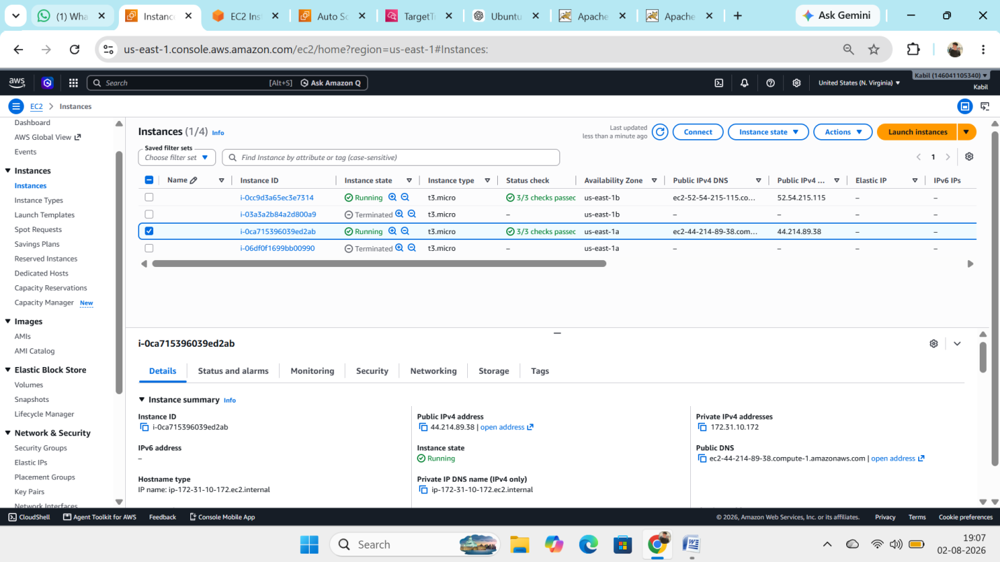 (1) Wha
Instanc
EC2 Ins
Auto Sc
TargetTr
Ubuntu
Apache
Apache
Ask Gemini
us-east-1.console.aws.amazon.com/ec2/home?region=us-east-1#Instances:
aws
Search
[Alt+S]
Ask Amazon Q
United States (N. Virginia)
Kabil (146041105340)
Kabil
EC2
Instances
Dashboard
AWS Global View
Events
Instances
Instances
Instance Types
Launch Templates
Spot Requests
Savings Plans
Reserved Instances
Dedicated Hosts
Capacity Reservations
Capacity Manager New
Images
AMIs
AMI Catalog
Elastic Block Store
Volumes
Snapshots
Lifecycle Manager
Network & Security
Security Groups
Elastic IPs
Placement Groups
Key Pairs
Network Interfaces
Instances (1/4) Info
Last updated
less than a minute ago
Connect
Instance state
Actions
Launch instances
Saved filter sets
Choose filter set
Find Instance by attribute or tag (case-sensitive)
1
Name Instance ID Instance state Instance type Status check Availability Zone Public IPv4 DNS Public IPv4 ... Elastic IP IPv6 IPs
i-0cc9d3a65ec3e7314 Running t3.micro 3/3 checks passec us-east-1b ec2-52-54-215-115.co... 52.54.215.115 – –
i-03a3a2b84a2d800a9 Terminated t3.micro – us-east-1b – – – –
i-0ca715396039ed2ab Running t3.micro 3/3 checks passec us-east-1a ec2-44-214-89-38.com... 44.214.89.38 – –
i-06df0f1699bb00990 Terminated t3.micro – us-east-1a – – – –
i-0ca715396039ed2ab
Details
Status and alarms
Monitoring
Security
Networking
Storage
Tags
Instance summary Info
Instance ID
i-0ca715396039ed2ab
Public IPv4 address
44.214.89.38 | open address
Private IPv4 addresses
172.31.10.172
IPv6 address
–
Instance state
Running
Public DNS
ec2-44-214-89-38.compute-1.amazonaws.com | open address
Hostname type
IP name: ip-172-31-10-172.ec2.internal
Private IP DNS name (IPv4 only)
ip-172-31-10-172.ec2.internal
CloudShell
Agent Toolkit for AWS
Feedback
Console Mobile App
© 2026, Amazon Web Services, Inc. or its affiliates.
Privacy
Terms
Cookie preferences
Search
19:07
02-08-2026